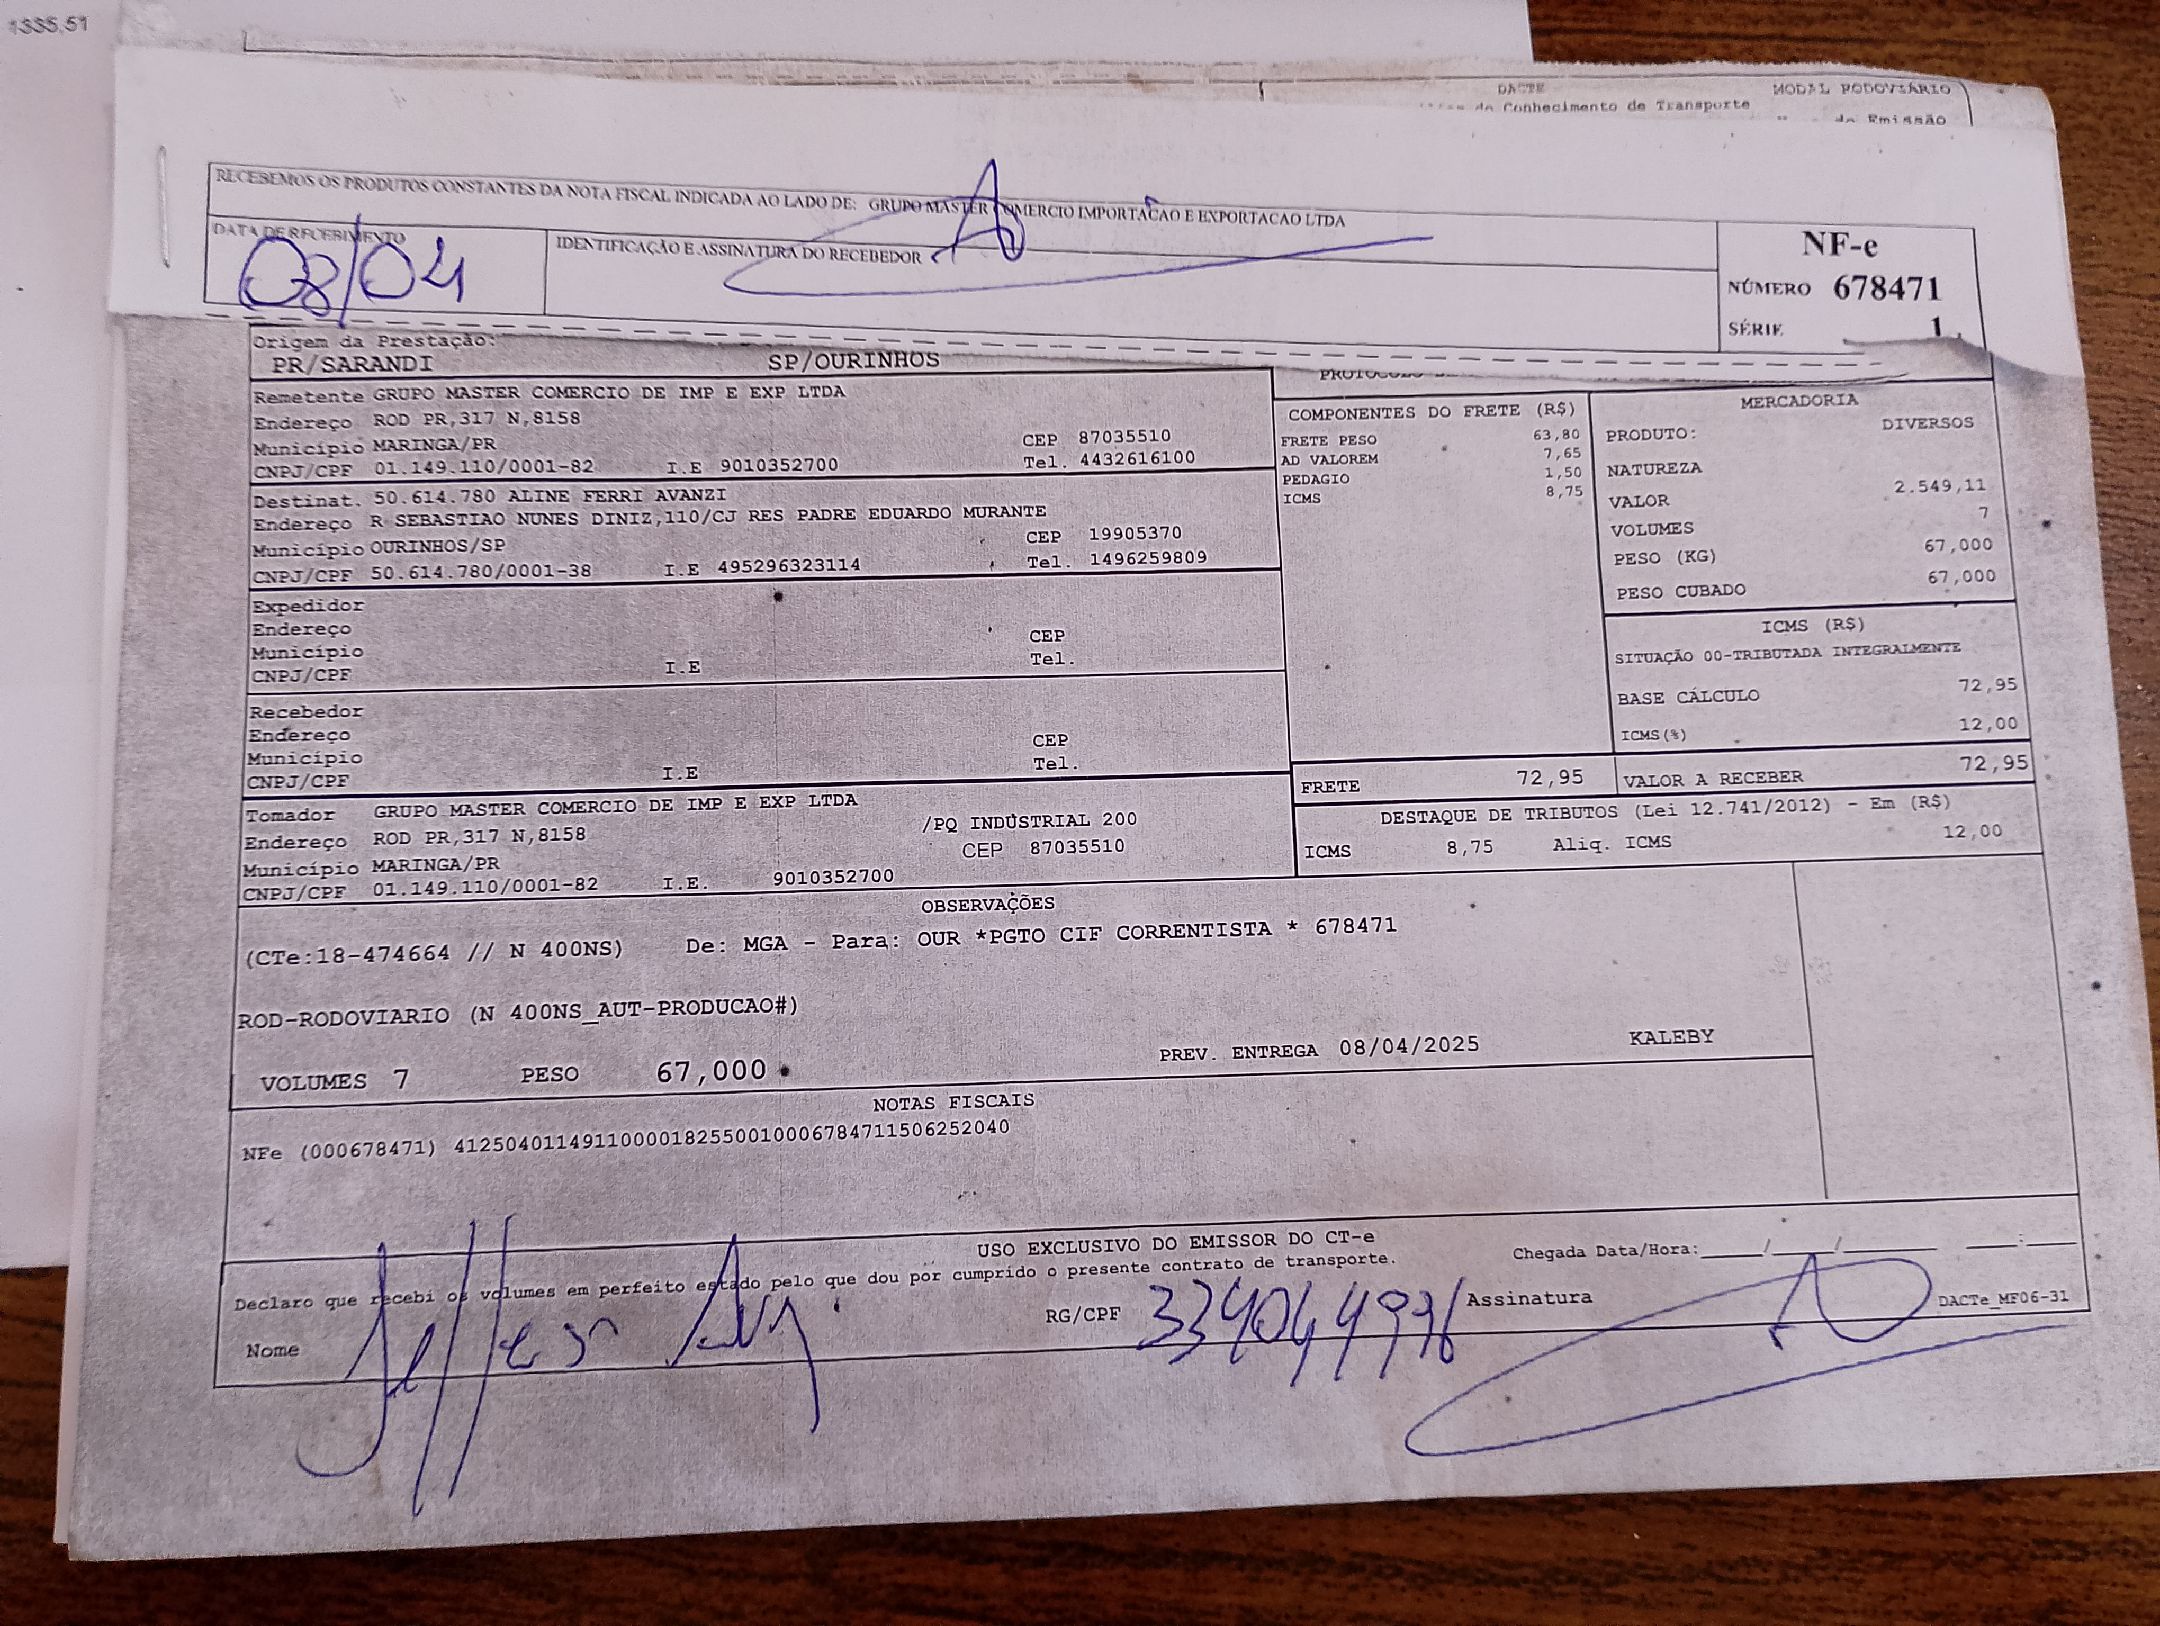 1335,51
DACTE
MODAL RODOVIÁRIO
de Conhecimento de Transporte
de Emissão
RECEBEMOS OS PRODUTOS CONSTANTES DA NOTA FISCAL INDICADA AO LADO DE: GRUPO MASTER COMERCIO IMPORTACAO E EXPORTACAO LTDA
DATA DE RECEBIMENTO
08/04
IDENTIFICAÇÃO E ASSINATURA DO RECEBEDOR
NF-e
NÚMERO 678471
SÉRIE 1
Origem da Prestação:
PR/SARANDI SP/OURINHOS
Remetente GRUPO MASTER COMERCIO DE IMP E EXP LTDA
Endereço ROD PR,317 N,8158
Município MARINGA/PR CEP 87035510
CNPJ/CPF 01.149.110/0001-82 I.E 9010352700 Tel. 4432616100
Destinat. 50.614.780 ALINE FERRI AVANZI
Endereço R SEBASTIAO NUNES DINIZ,110/CJ RES PADRE EDUARDO MURANTE
Município OURINHOS/SP CEP 19905370
CNPJ/CPF 50.614.780/0001-38 I.E 495296323114 Tel. 1496259809
Expedidor
Endereço
Município CEP
CNPJ/CPF I.E Tel.
Recebedor
Endereço
Município CEP
CNPJ/CPF I.E Tel.
Tomador GRUPO MASTER COMERCIO DE IMP E EXP LTDA
Endereço ROD PR,317 N,8158 /PQ INDUSTRIAL 200
Município MARINGA/PR CEP 87035510
CNPJ/CPF 01.149.110/0001-82 I.E. 9010352700
COMPONENTES DO FRETE (R$)
FRETE PESO 63,80
AD VALOREM 7,65
PEDAGIO 1,50
ICMS 8,75
MERCADORIA
PRODUTO: DIVERSOS
NATUREZA
VALOR 2.549,11
VOLUMES 7
PESO (KG) 67,000
PESO CUBADO 67,000
ICMS (R$)
SITUAÇÃO 00-TRIBUTADA INTEGRALMENTE
BASE CÁLCULO 72,95
ICMS(%) 12,00
FRETE 72,95 VALOR A RECEBER 72,95
DESTAQUE DE TRIBUTOS (Lei 12.741/2012) - Em (R$)
ICMS 8,75 Aliq. ICMS 12,00
OBSERVAÇÕES
(CTe:18-474664 // N 400NS) De: MGA - Para: OUR *PGTO CIF CORRENTISTA * 678471
ROD-RODOVIARIO (N 400NS_AUT-PRODUCAO#)
VOLUMES 7 PESO 67,000 PREV. ENTREGA 08/04/2025 KALEBY
NOTAS FISCAIS
NFe (000678471) 41250401149110000182550010006784711506252040
USO EXCLUSIVO DO EMISSOR DO CT-e
Declaro que recebi os volumes em perfeito estado pelo que dou por cumprido o presente contrato de transporte.
Chegada Data/Hora:_____/_____/________ ____:____
Nome RG/CPF Assinatura
DACTe_MF06-31